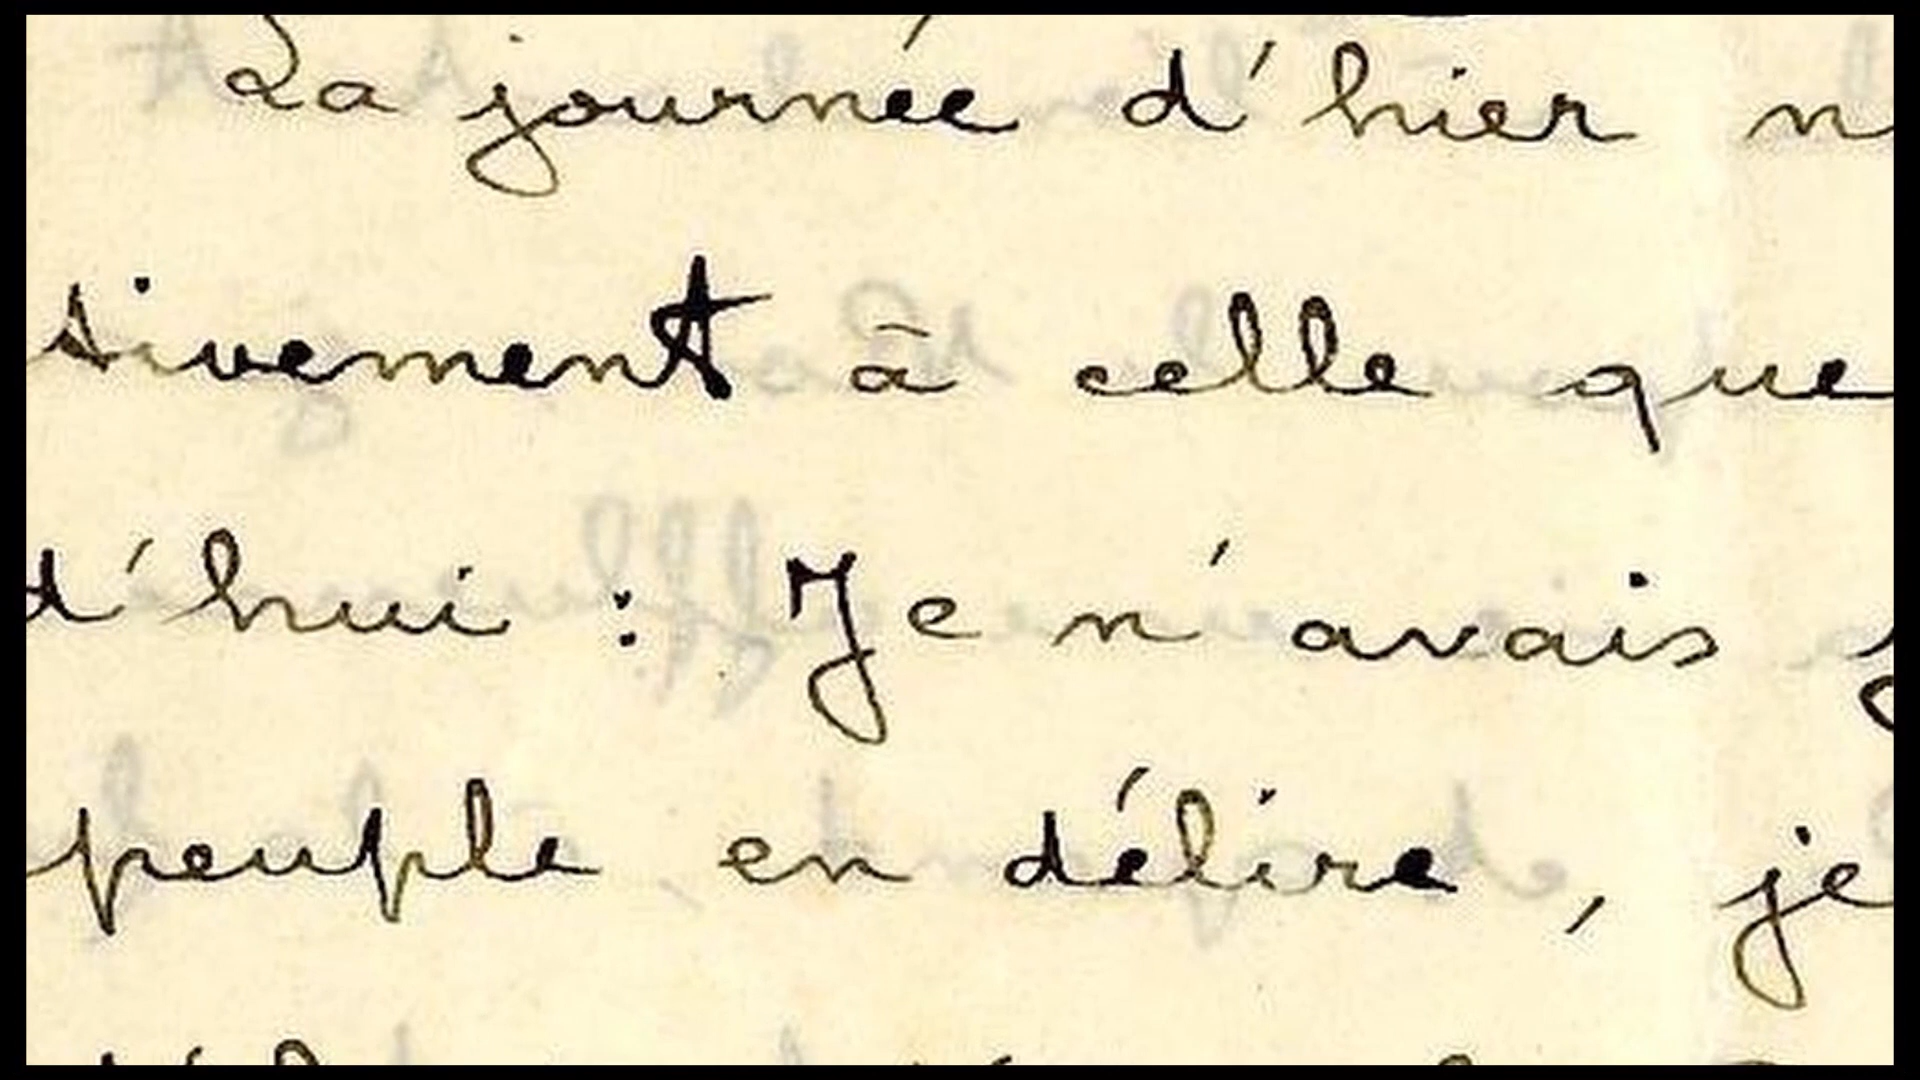 La journée d'hier n
sivement à celle que
d'hui : Je n'avais
peuple en délire, je